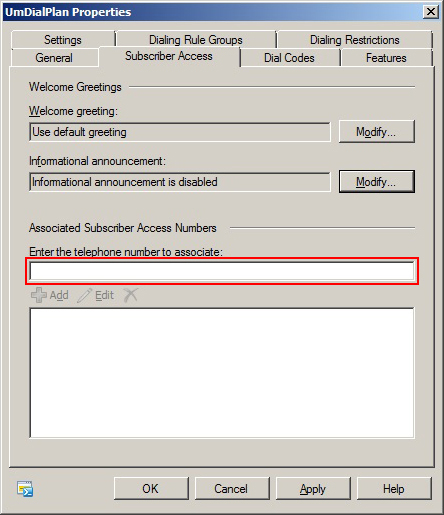 UmDialPlan Properties
Settings Dialing Rule Groups Dialing Restrictions
General Subscriber Access Dial Codes Features
Welcome Greetings
Welcome greeting:
Use default greeting Modify...
Informational announcement:
Informational announcement is disabled Modify...
Associated Subscriber Access Numbers
Enter the telephone number to associate:
Add Edit
OK Cancel Apply Help